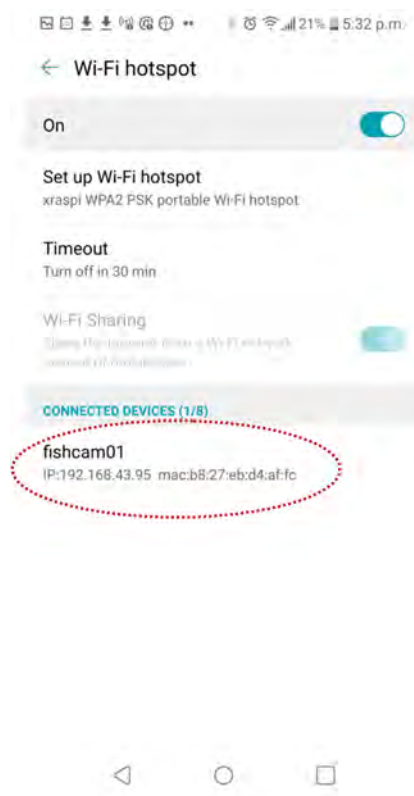 21% 5:32 p.m.
Wi-Fi hotspot
On
Set up Wi-Fi hotspot
xraspi WPA2 PSK portable Wi-Fi hotspot
Timeout
Turn off in 30 min
Wi-Fi Sharing
CONNECTED DEVICES (1/8)
fishcam01
IP:192.168.43.95 mac:b8:27:eb:d4:af:fc